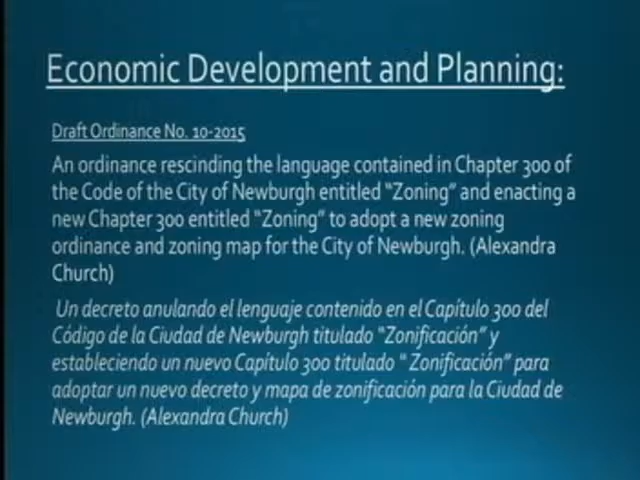 Economic Development and Planning:
Draft Ordinance No. 10-2015
An ordinance rescinding the language contained in Chapter 300 of
the Code of the City of Newburgh entitled "Zoning" and enacting a
new Chapter 300 entitled "Zoning" to adopt a new zoning
ordinance and zoning map for the City of Newburgh. (Alexandra
Church)
Un decreto anulando el lenguaje contenido en el Capítulo 300 del
Código de la Ciudad de Newburgh titulado "Zonificación" y
estableciendo un nuevo Capítulo 300 titulado " Zonificación" para
adoptar un nuevo decreto y mapa de zonificación para la Ciudad de
Newburgh. (Alexandra Church)